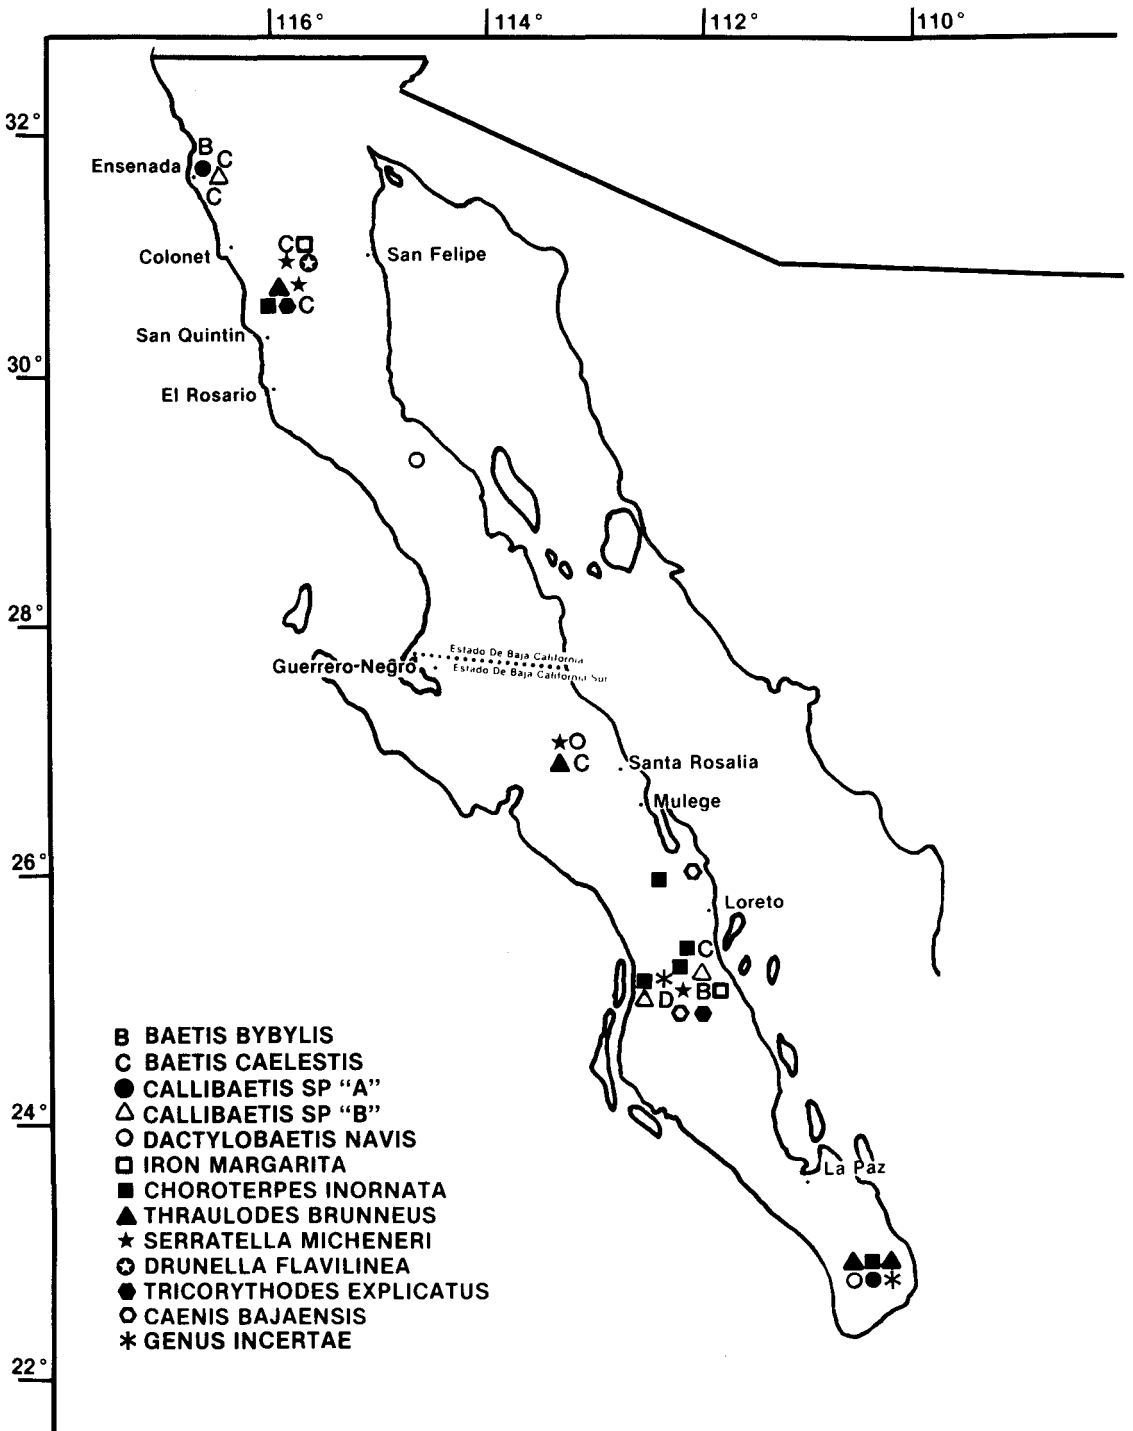 116° 114° 112° 110°
32°
B
Ensenada
C
C
C
Colonet
San Felipe
C
San Quintin
30°
El Rosario
28°
Estado De Baja California
Guerrero-Negro
Estado De Baja California Sur
C
Santa Rosalia
Mulege
26°
Loreto
C
D B
B BAETIS BYBYLIS
C BAETIS CAELESTIS
CALLIBAETIS SP “A”
24°
CALLIBAETIS SP “B”
DACTYLOBAETIS NAVIS
IRON MARGARITA
La Paz
CHOROTERPES INORNATA
THRAULODES BRUNNEUS
SERRATELLA MICHENERI
DRUNELLA FLAVILINEA
TRICORYTHODES EXPLICATUS
CAENIS BAJAENSIS
GENUS INCERTAE
22°